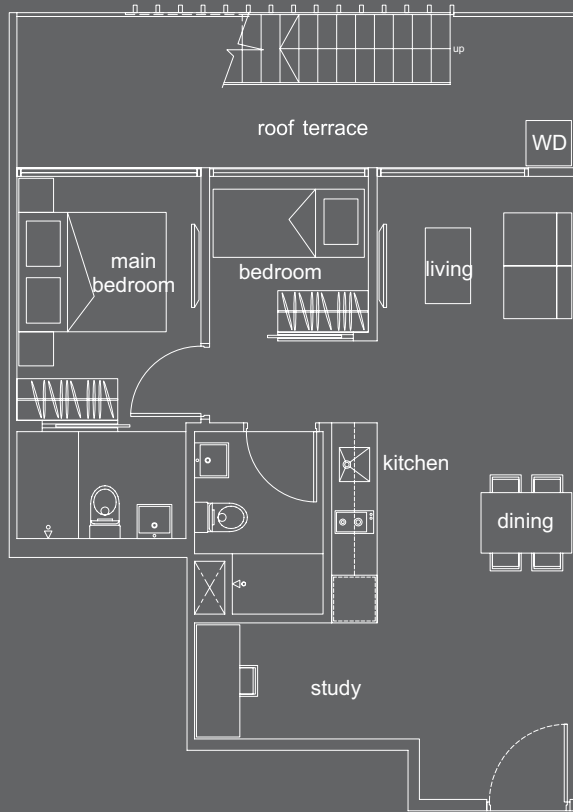 up
roof terrace
WD
main
bedroom
bedroom
living
kitchen
dining
study